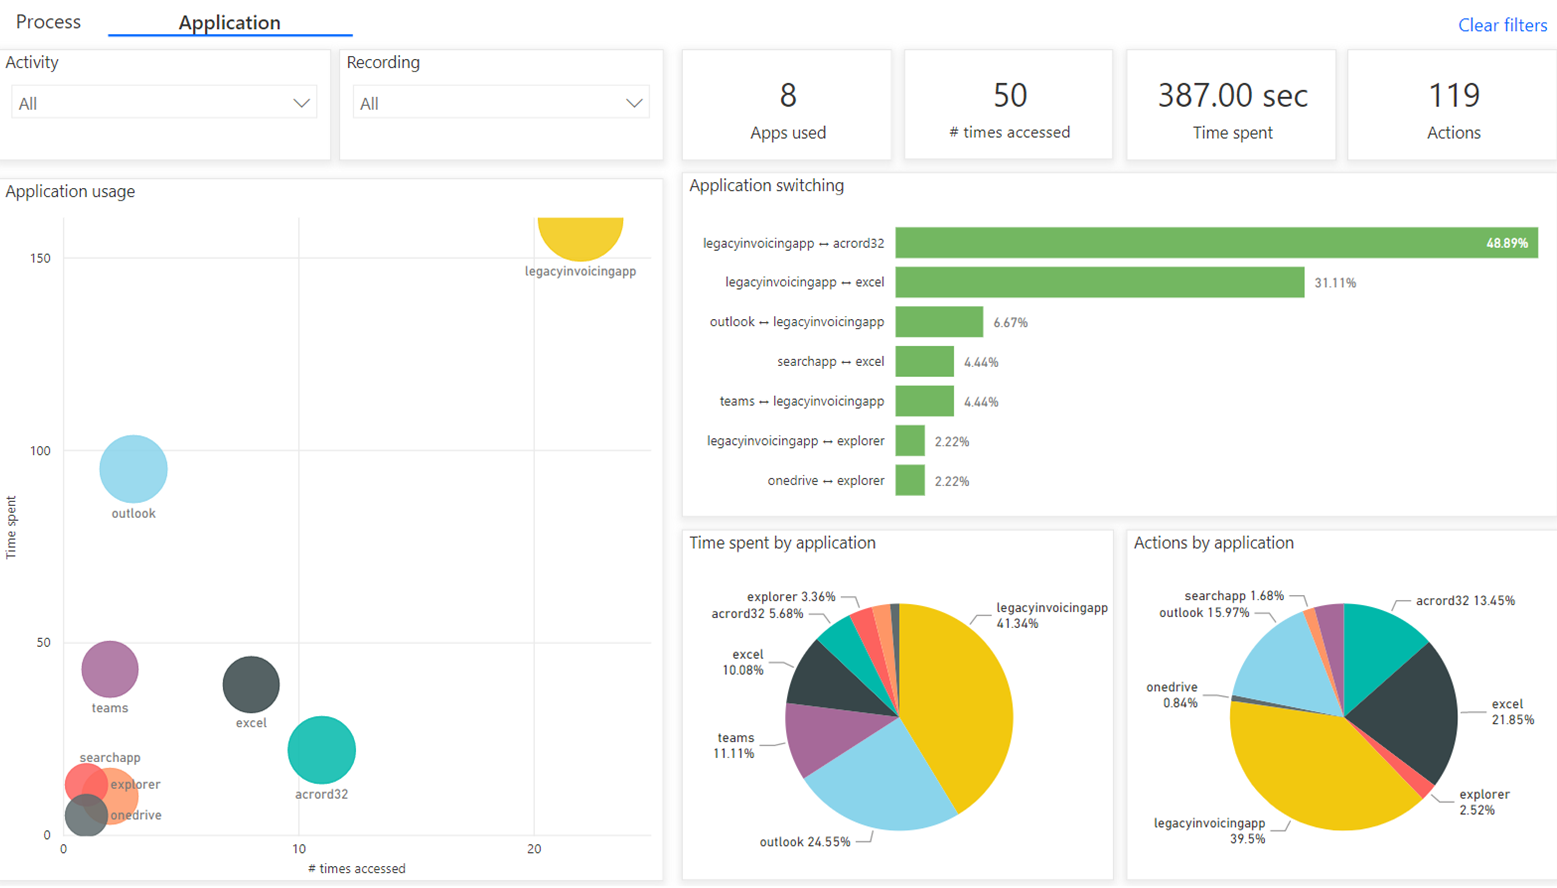 Process
Application
Clear filters
Activity
All
Recording
All
8
Apps used
50
# times accessed
387.00 sec
Time spent
119
Actions
Application usage
150
100
50
0
0
10
20
Time spent
# times accessed
legacyinvoicingapp
outlook
teams
excel
searchapp
explorer
onedrive
acrord32
Application switching
legacyinvoicingapp ↔ acrord32 48.89%
legacyinvoicingapp ↔ excel 31.11%
outlook ↔ legacyinvoicingapp 6.67%
searchapp ↔ excel 4.44%
teams ↔ legacyinvoicingapp 4.44%
legacyinvoicingapp ↔ explorer 2.22%
onedrive ↔ explorer 2.22%
Time spent by application
explorer 3.36%
acrord32 5.68%
excel
10.08%
teams
11.11%
outlook 24.55%
legacyinvoicingapp
41.34%
Actions by application
searchapp 1.68%
outlook 15.97%
onedrive
0.84%
legacyinvoicingapp
39.5%
acrord32 13.45%
excel
21.85%
explorer
2.52%